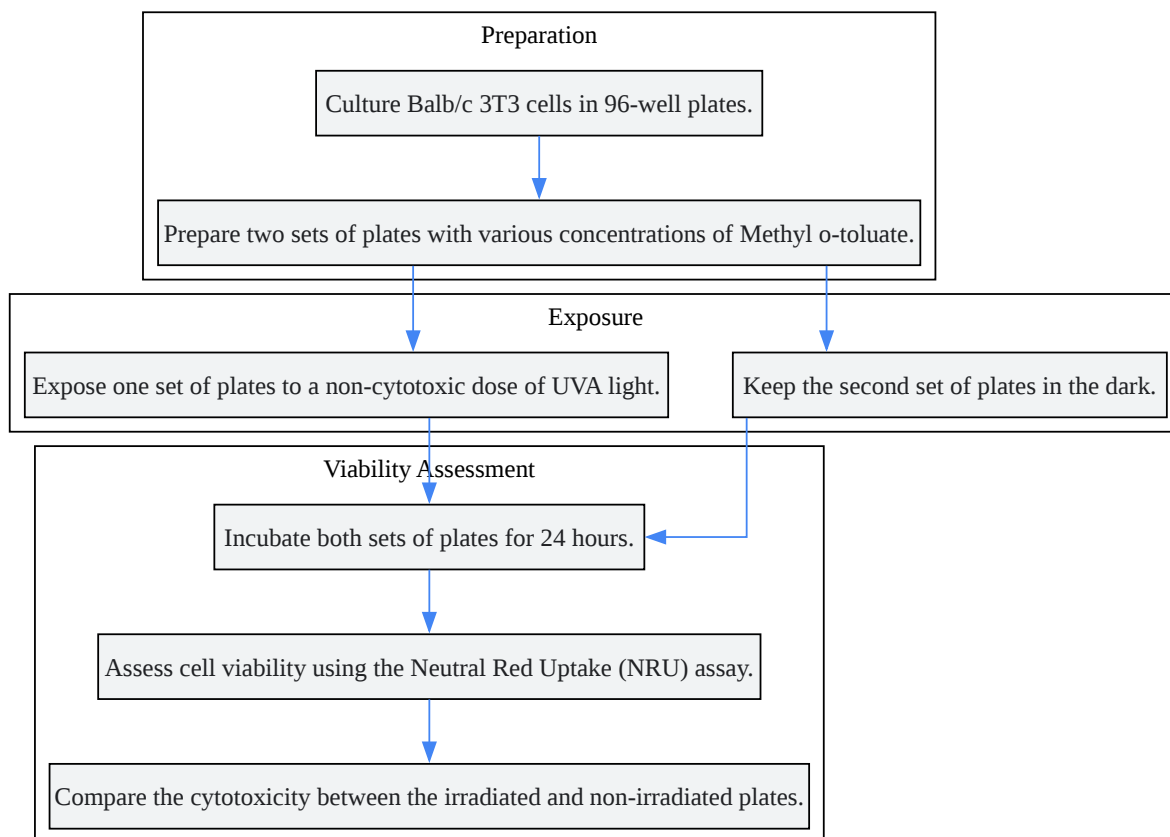 Preparation
Culture Balb/c 3T3 cells in 96-well plates.
Prepare two sets of plates with various concentrations of Methyl o-toluate.
Exposure
Expose one set of plates to a non-cytotoxic dose of UVA light.
Keep the second set of plates in the dark.
Viability Assessment
Incubate both sets of plates for 24 hours.
Assess cell viability using the Neutral Red Uptake (NRU) assay.
Compare the cytotoxicity between the irradiated and non-irradiated plates.